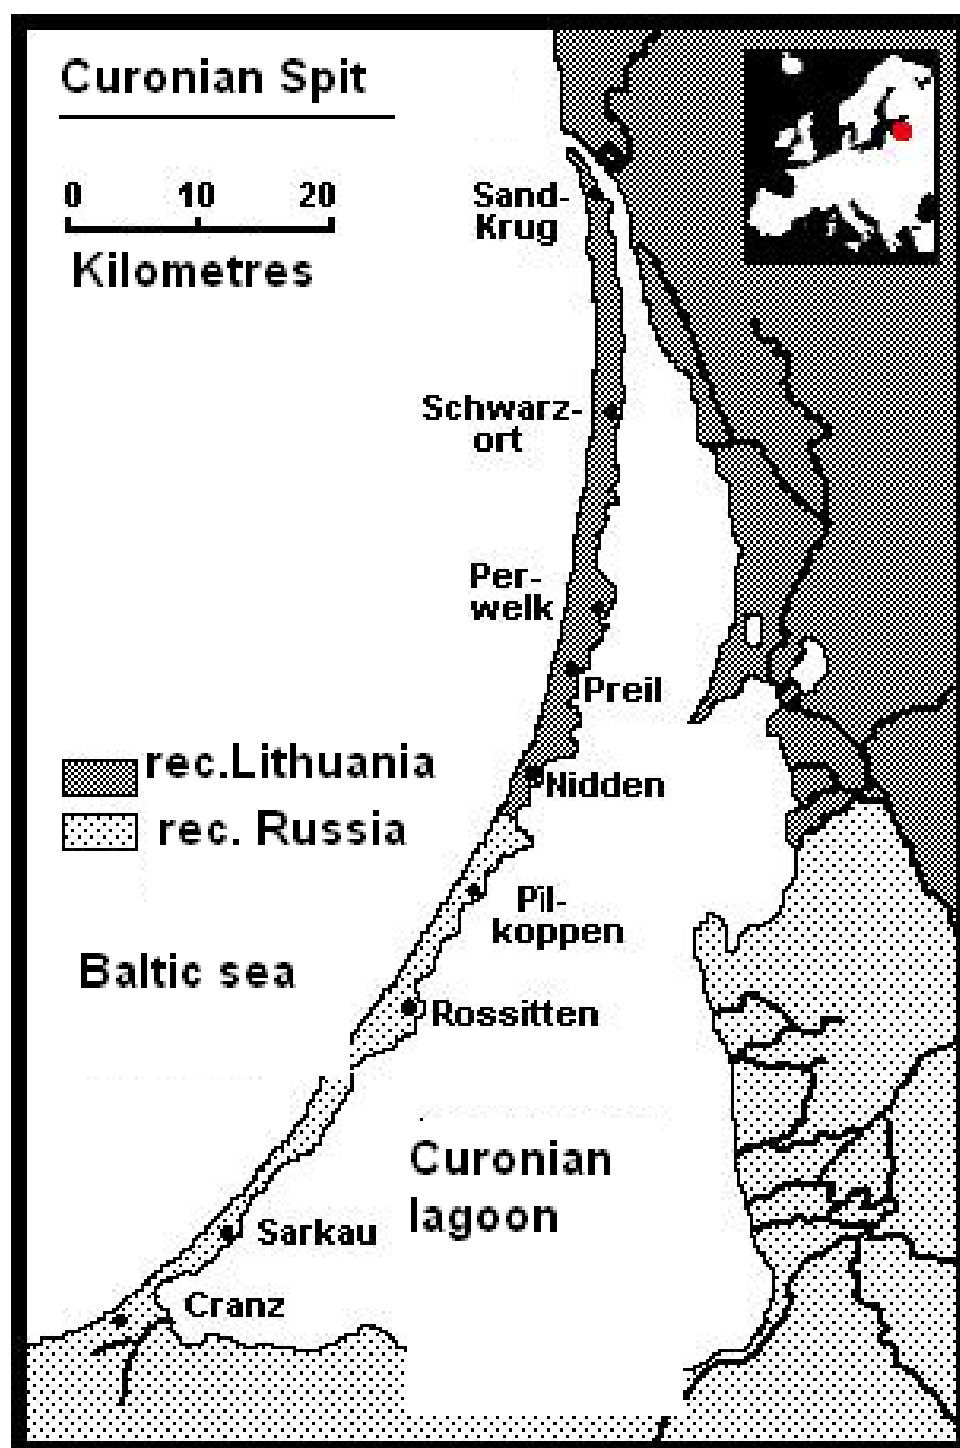 Curonian Spit
0 10 20
Kilometres
Sand-
Krug
Schwarz-
ort
Per-
welk
Preil
rec.Lithuania
Nidden
rec. Russia
Pil-
koppen
Baltic sea
Rossitten
Curonian
lagoon
Sarkau
Cranz